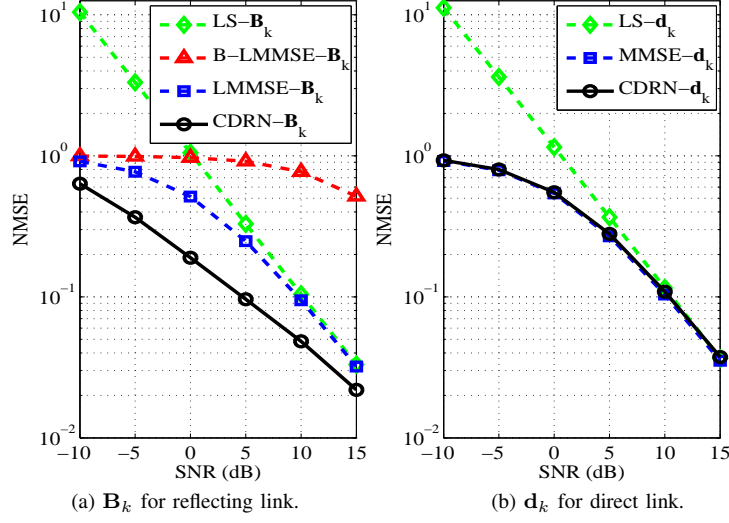 LS−B_k
B−LMMSE−B_k
LMMSE−B_k
CDRN−B_k
10^1
10^0
10^−1
10^−2
NMSE
−10 −5 0 5 10 15
SNR (dB)
(a) B_k for reflecting link.
LS−d_k
MMSE−d_k
CDRN−d_k
10^1
10^0
10^−1
10^−2
NMSE
−10 −5 0 5 10 15
SNR (dB)
(b) d_k for direct link.